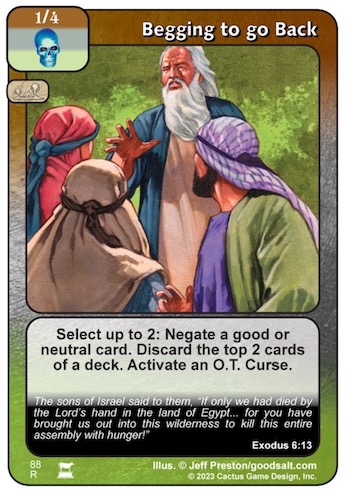 1/4
Begging to go Back
Select up to 2: Negate a good or
neutral card. Discard the top 2 cards
of a deck. Activate an O.T. Curse.
The sons of Israel said to them, "If only we had died by
the Lord's hand in the land of Egypt... for you have
brought us out into this wilderness to kill this entire
assembly with hunger!"
Exodus 6:13
88
R
Illus. © Jeff Preston/goodsalt.com
© 2023 Cactus Game Design, Inc.